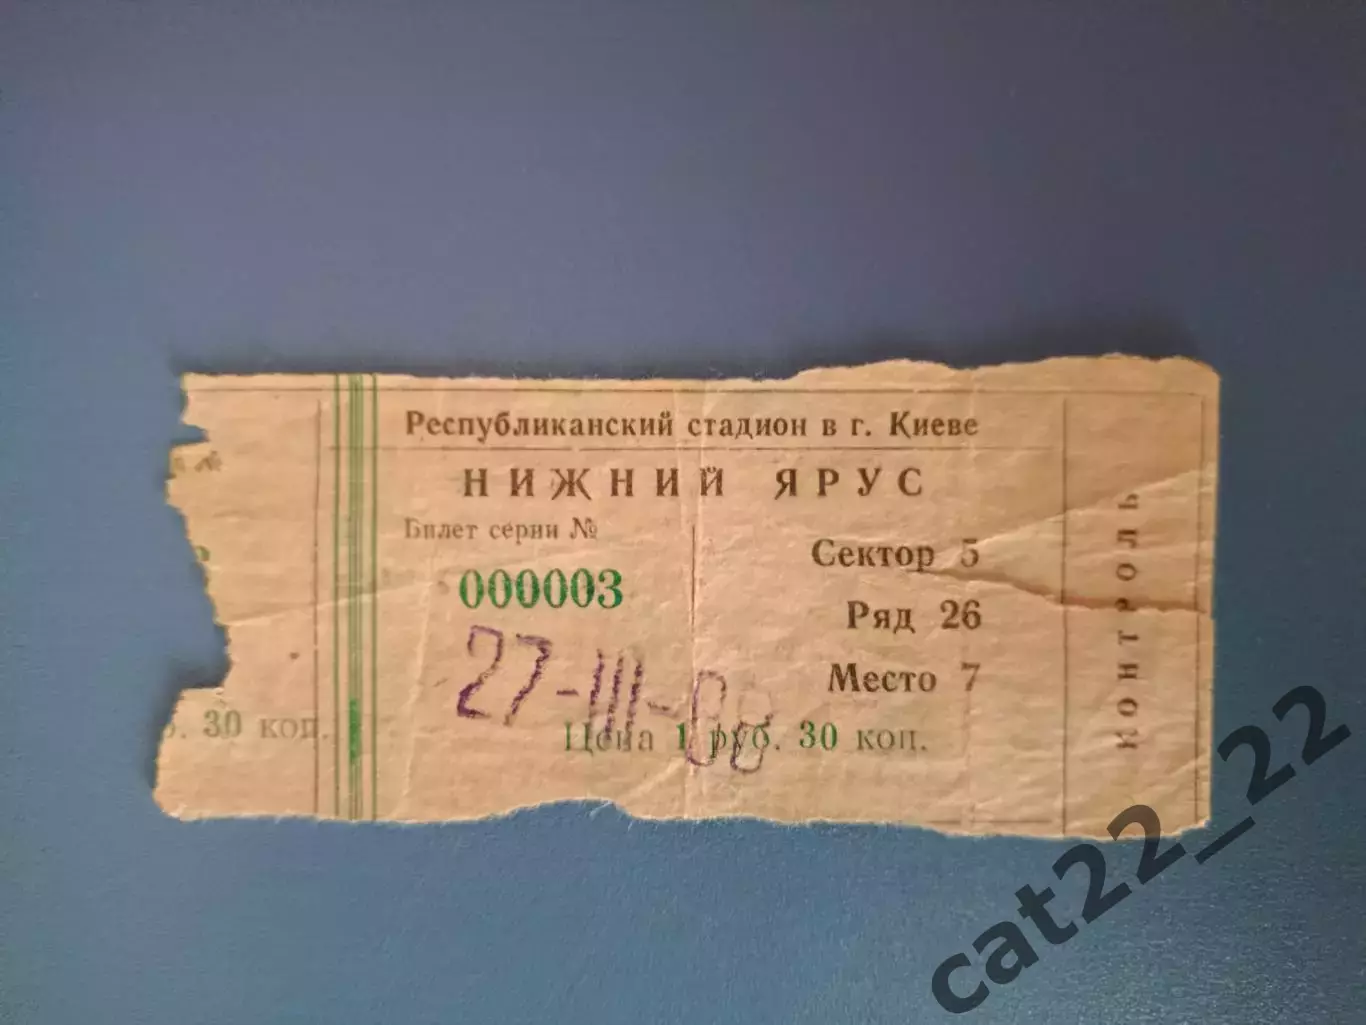 Республиканский стадион в г. Киеве
НИЖНИЙ ЯРУС
Билет серии №
000003
Сектор 5
Ряд 26
Место 7
27-III-88
Цена 1 руб. 30 коп.
. 30 коп.
КОНТРОЛЬ
cat22_22